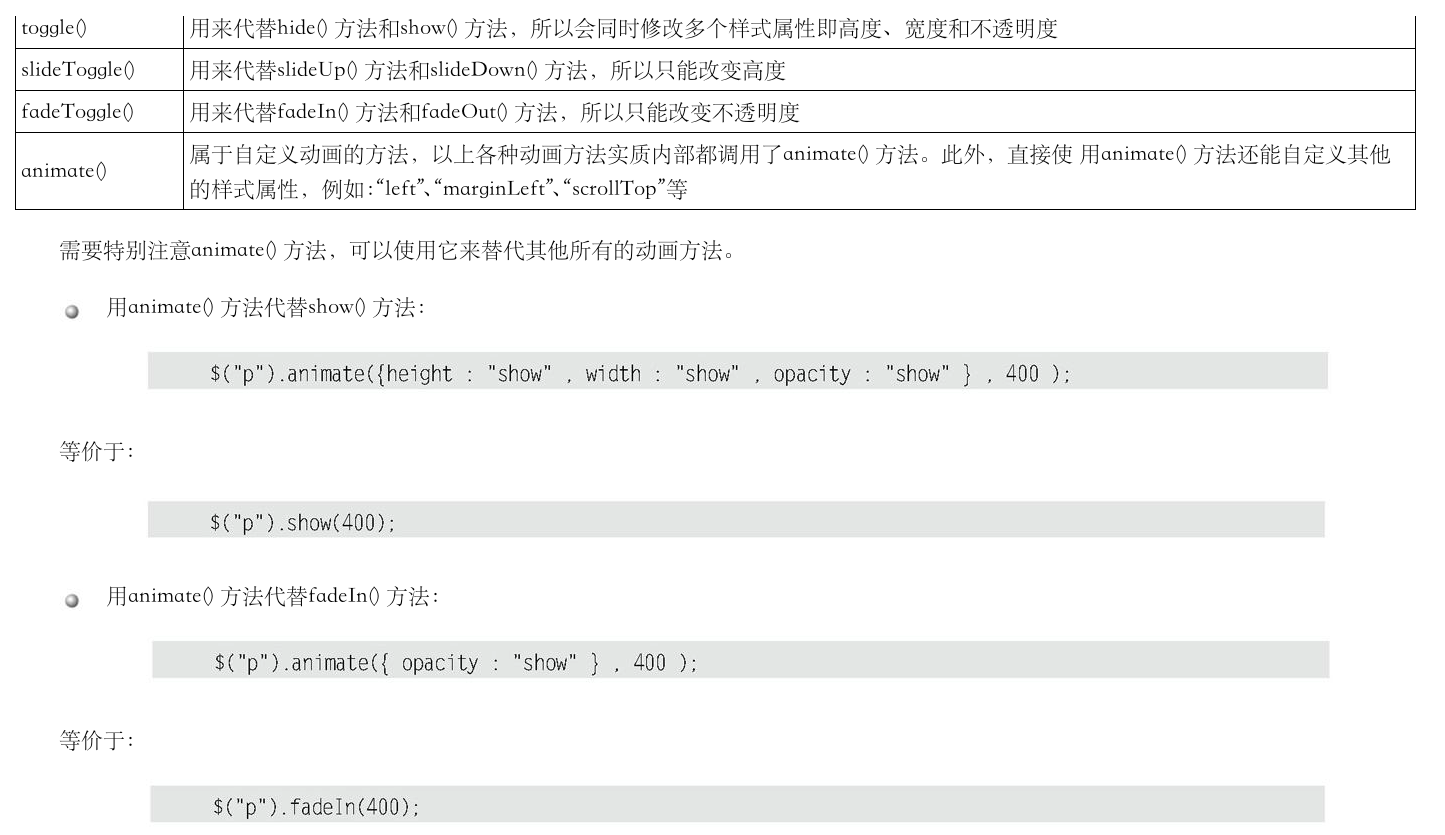 toggle() 用来代替hide() 方法和show() 方法，所以会同时修改多个样式属性即高度、宽度和不透明度
slideToggle() 用来代替slideUp() 方法和slideDown() 方法，所以只能改变高度
fadeToggle() 用来代替fadeIn() 方法和fadeOut() 方法，所以只能改变不透明度
animate() 属于自定义动画的方法，以上各种动画方法实质内部都调用了animate() 方法。此外，直接使 用animate() 方法还能自定义其他
的样式属性，例如：“left”、“marginLeft”、“scrollTop”等
需要特别注意animate() 方法，可以使用它来替代其他所有的动画方法。
用animate() 方法代替show() 方法：
$("p").animate({height : "show" , width : "show" , opacity : "show" } , 400 );
等价于：
$("p").show(400);
用animate() 方法代替fadeIn() 方法：
$("p").animate({ opacity : "show" } , 400 );
等价于：
$("p").fadeIn(400);